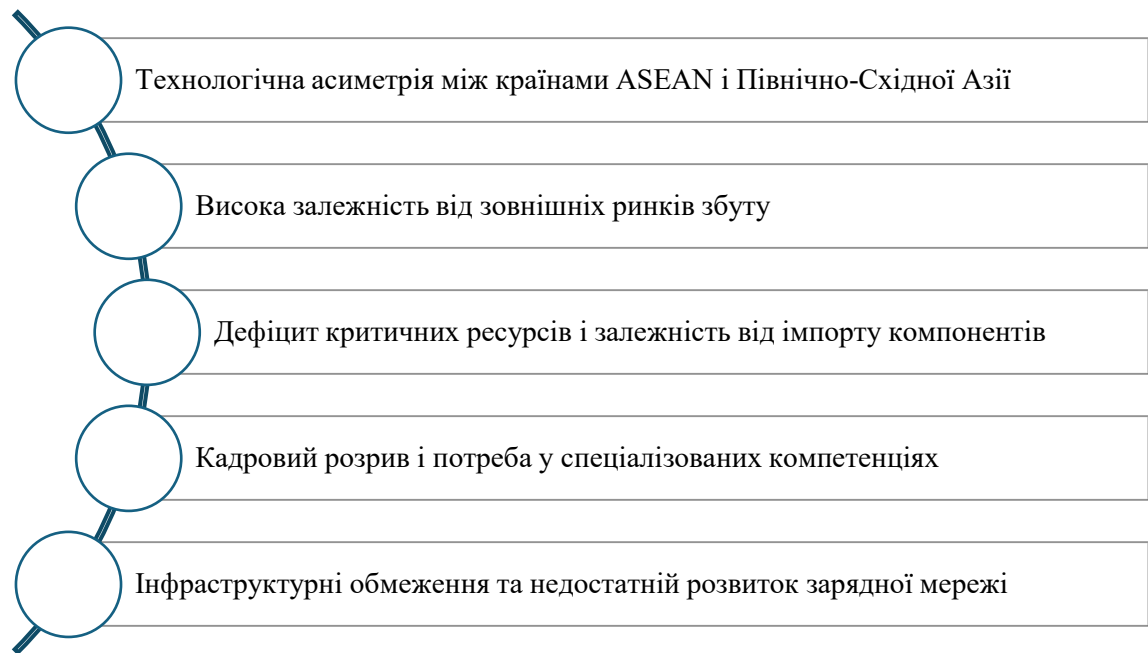 Технологічна асиметрія між країнами ASEAN і Північно-Східної Азії
Висока залежність від зовнішніх ринків збуту
Дефіцит критичних ресурсів і залежність від імпорту компонентів
Кадровий розрив і потреба у спеціалізованих компетенціях
Інфраструктурні обмеження та недостатній розвиток зарядної мережі